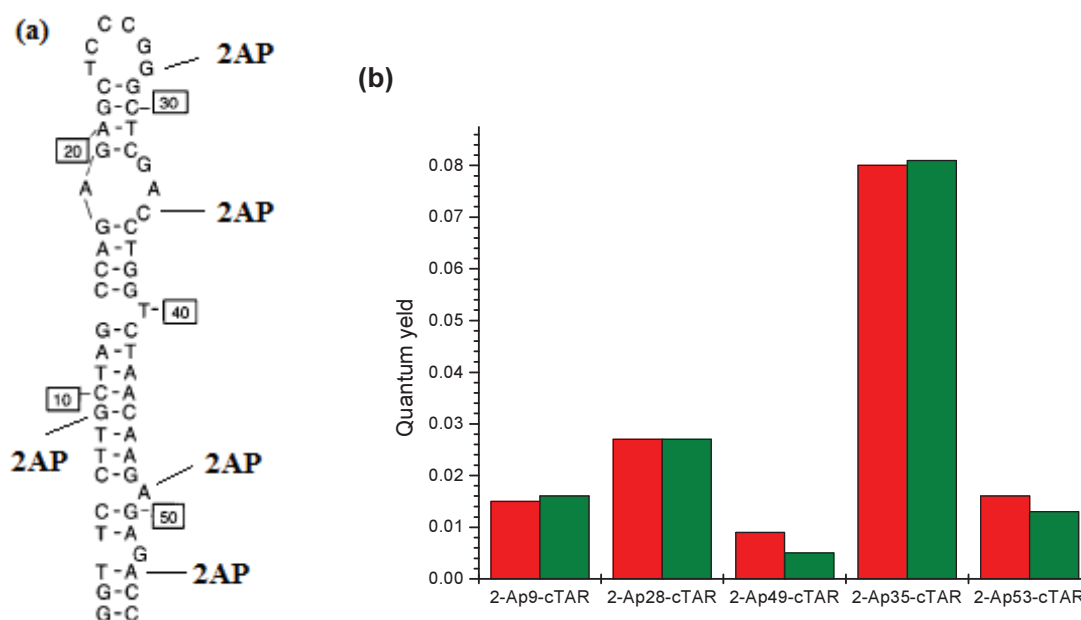 (a)
C C
C G
T G 2AP
C-G
G-C 30
A-T
20 G-C
G
A A
C 2AP
G-C
A-T
C-G
C-G
T- 40
G C
A-T
T-A
10 C-A
G-C
T-A
2AP T-A 2AP
C-G
A
C-G- 50
T-A
G
T-A 2AP
G-C
G-C
(b)
Quantum yeld
0.08
0.07
0.06
0.05
0.04
0.03
0.02
0.01
0.00
2-Ap9-cTAR 2-Ap28-cTAR 2-Ap49-cTAR 2-Ap35-cTAR 2-Ap53-cTAR